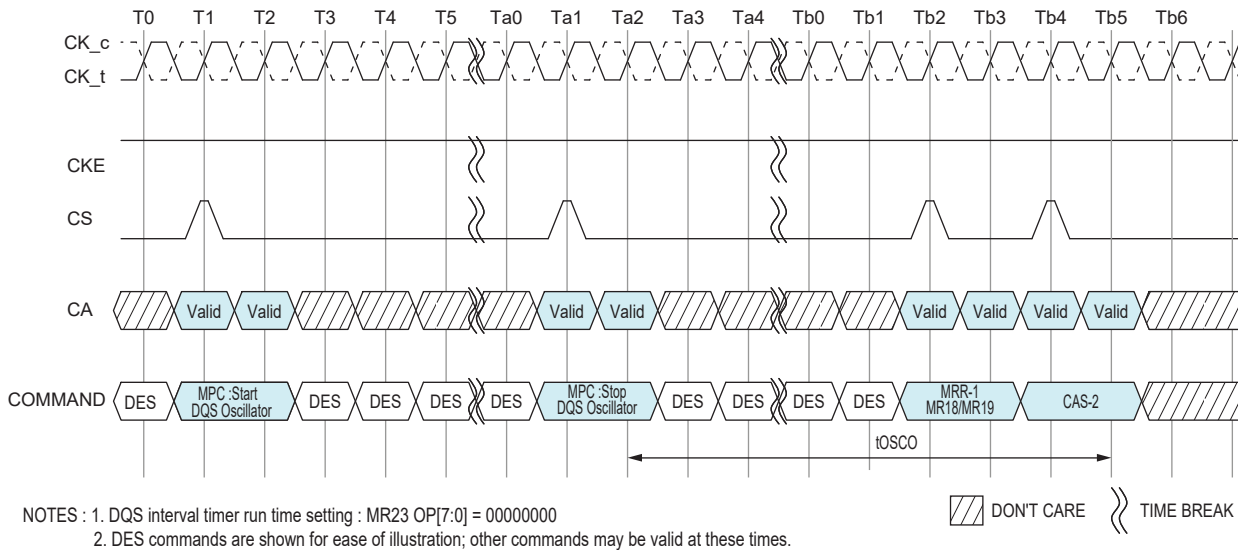 T0 T1 T2 T3 T4 T5 Ta0 Ta1 Ta2 Ta3 Ta4 Tb0 Tb1 Tb2 Tb3 Tb4 Tb5 Tb6
CK_c
CK_t
CKE
CS
CA Valid Valid Valid Valid Valid Valid Valid Valid
COMMAND DES MPC :Start DQS Oscillator DES DES DES DES MPC :Stop DQS Oscillator DES DES DES DES MRR-1 MR18/MR19 CAS-2
tOSCO
NOTES : 1. DQS interval timer run time setting : MR23 OP[7:0] = 00000000
2. DES commands are shown for ease of illustration; other commands may be valid at these times.
DON'T CARE TIME BREAK